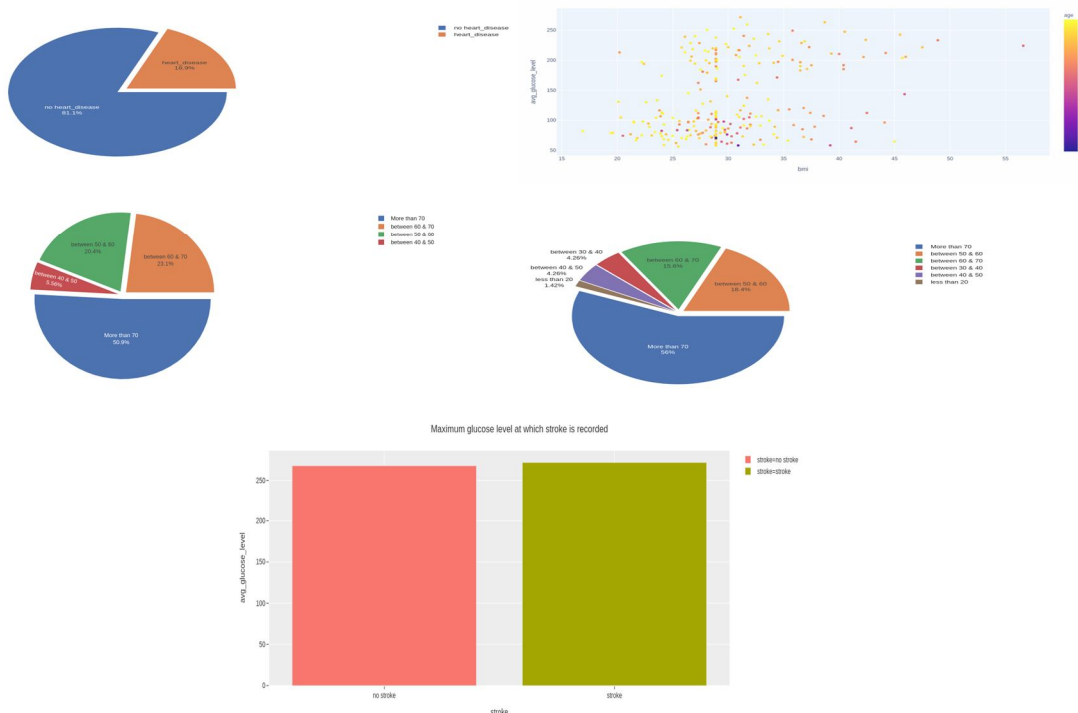 no heart_disease
heart_disease
heart_disease
18.9%
no heart_disease
81.1%
age
250
200
150
100
50
avg_glucose_level
15
20
25
30
35
40
45
50
55
bmi
More than 70
between 60 & 70
between 50 & 60
between 40 & 50
between 50 & 60
20.4%
between 60 & 70
23.1%
between 40 & 50
5.56%
More than 70
50.9%
More than 70
between 50 & 60
between 60 & 70
between 30 & 40
between 40 & 50
less than 20
between 30 & 40
4.26%
between 40 & 50
4.26%
less than 20
1.42%
between 60 & 70
between 50 & 60
18.4%
More than 70
56%
Maximum glucose level at which stroke is recorded
stroke=no stroke
stroke=stroke
250
200
150
100
50
0
avg_glucose_level
no stroke
stroke
stroke